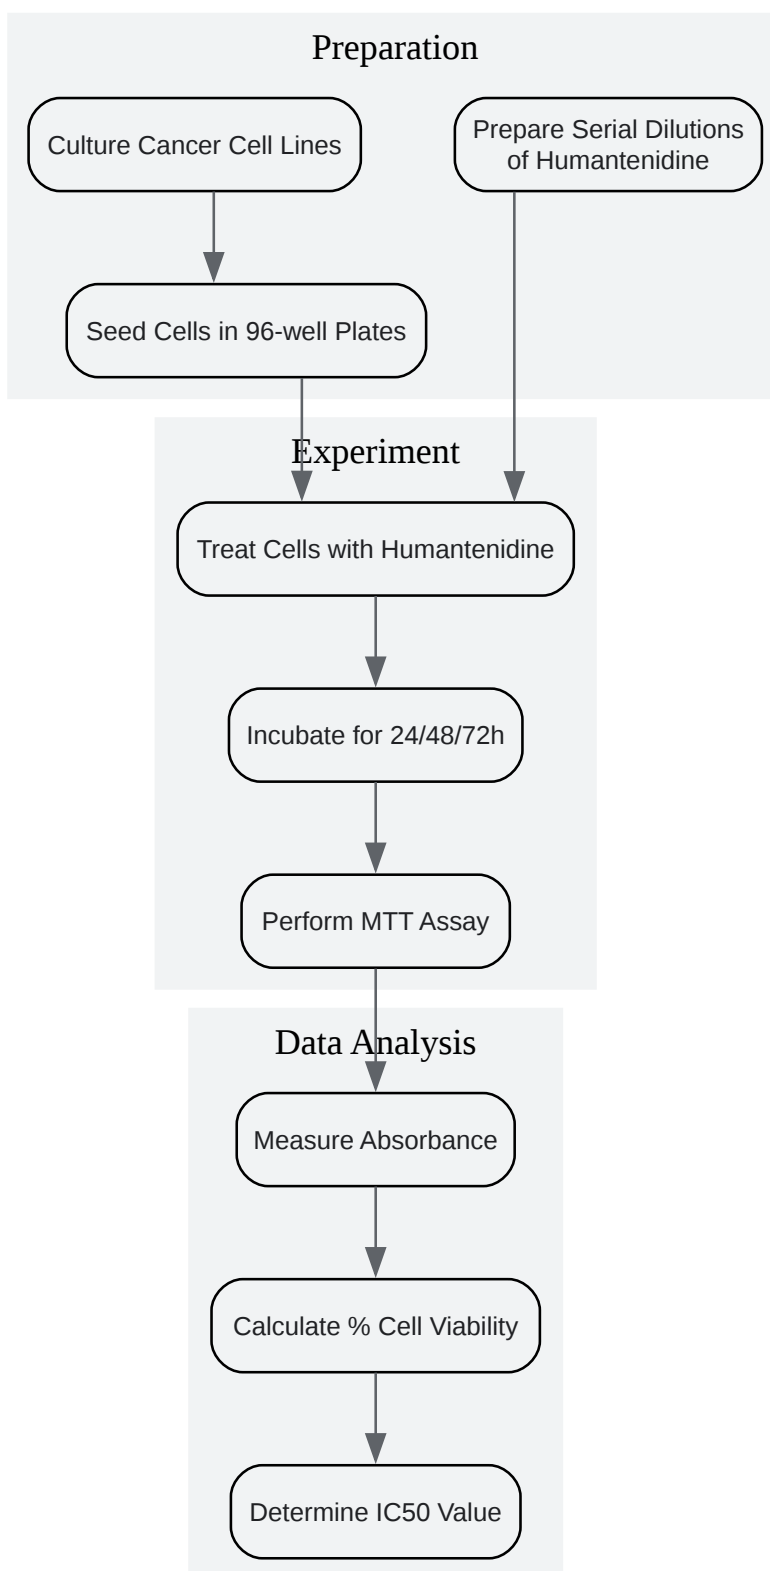 Preparation
Culture Cancer Cell Lines
Prepare Serial Dilutions
of Humantenidine
Seed Cells in 96-well Plates
Experiment
Treat Cells with Humantenidine
Incubate for 24/48/72h
Perform MTT Assay
Data Analysis
Measure Absorbance
Calculate % Cell Viability
Determine IC50 Value